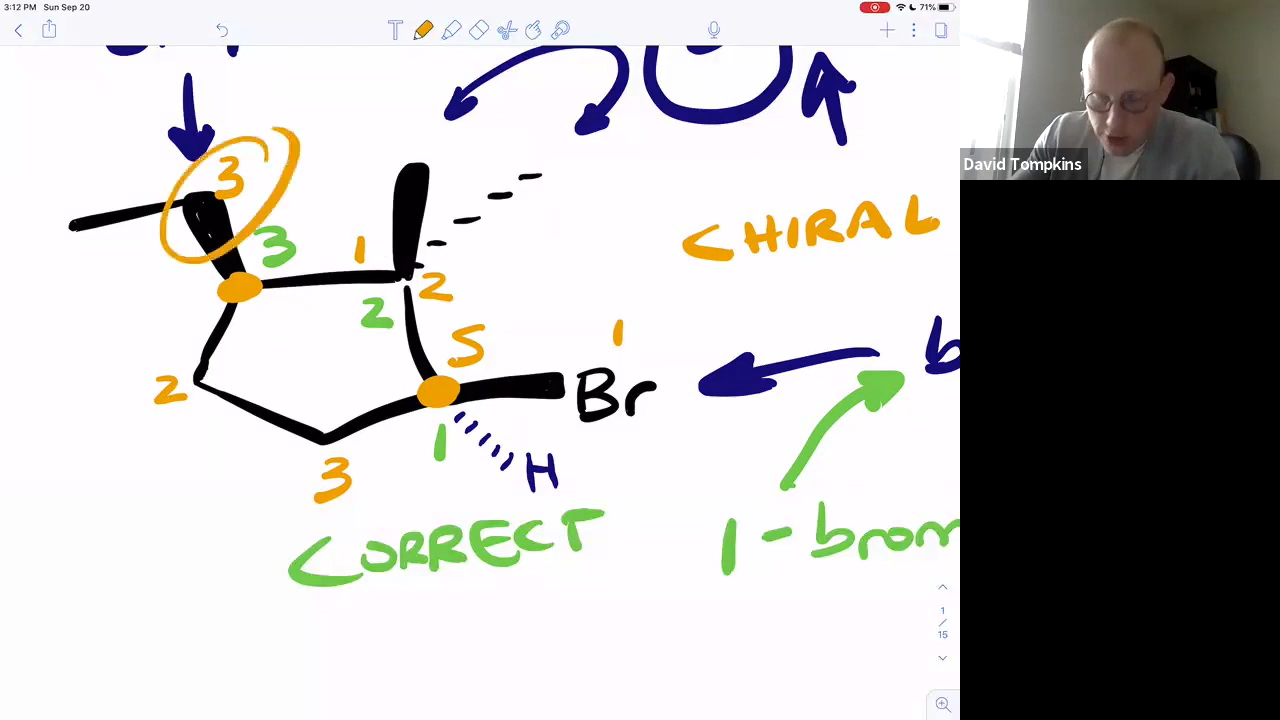 3:12 PM Sun Sep 20
71%
David Tompkins
3
3
1
2
2
CHIRAL
S
1
2
Br
b
1
H
3
CORRECT
1-brom
1
/
15